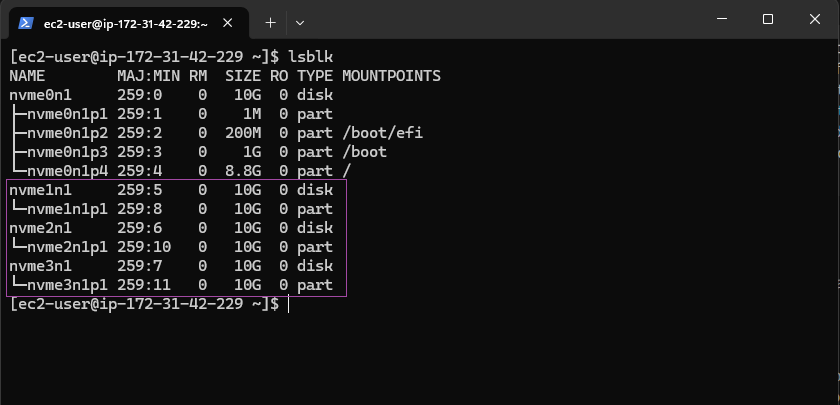 ec2-user@ip-172-31-42-229:~
[ec2-user@ip-172-31-42-229 ~]$ lsblk
NAME        MAJ:MIN RM  SIZE RO TYPE MOUNTPOINTS
nvme0n1     259:0    0   10G  0 disk
├─nvme0n1p1 259:1    0    1M  0 part
├─nvme0n1p2 259:2    0  200M  0 part /boot/efi
├─nvme0n1p3 259:3    0    1G  0 part /boot
└─nvme0n1p4 259:4    0  8.8G  0 part /
nvme1n1     259:5    0   10G  0 disk
└─nvme1n1p1 259:8    0   10G  0 part
nvme2n1     259:6    0   10G  0 disk
└─nvme2n1p1 259:10   0   10G  0 part
nvme3n1     259:7    0   10G  0 disk
└─nvme3n1p1 259:11   0   10G  0 part
[ec2-user@ip-172-31-42-229 ~]$